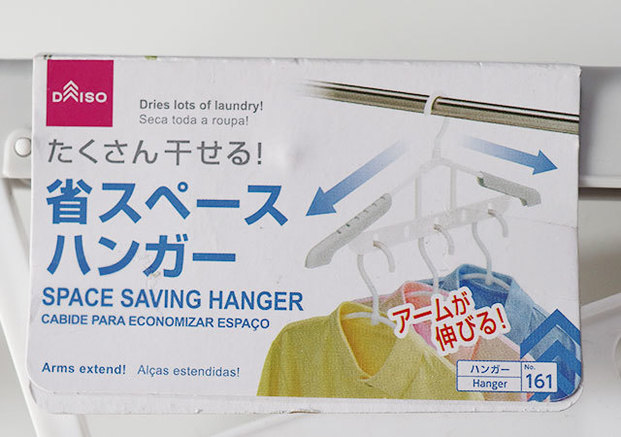 DAISO
Dries lots of laundry!
Seca toda a roupa!
たくさん干せる!
省スペース
ハンガー
SPACE SAVING HANGER
CABIDE PARA ECONOMIZAR ESPAÇO
Arms extend! Alças estendidas!
アームが
伸びる!
ハンガー
Hanger
No.
161